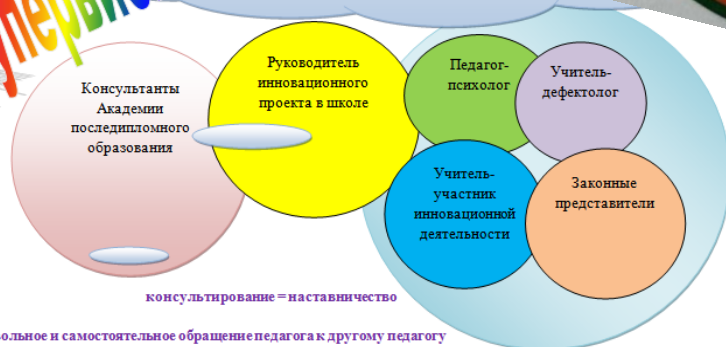 Консультанты
Академии
последипломного
образования
Руководитель
инновационного
проекта в школе
Педагог-
психолог
Учитель-
дефектолог
Учитель-
участник
инновационной
деятельности
Законные
представители
консультирование = наставничество
и самостоятельное обращение педагога к другому педагогу